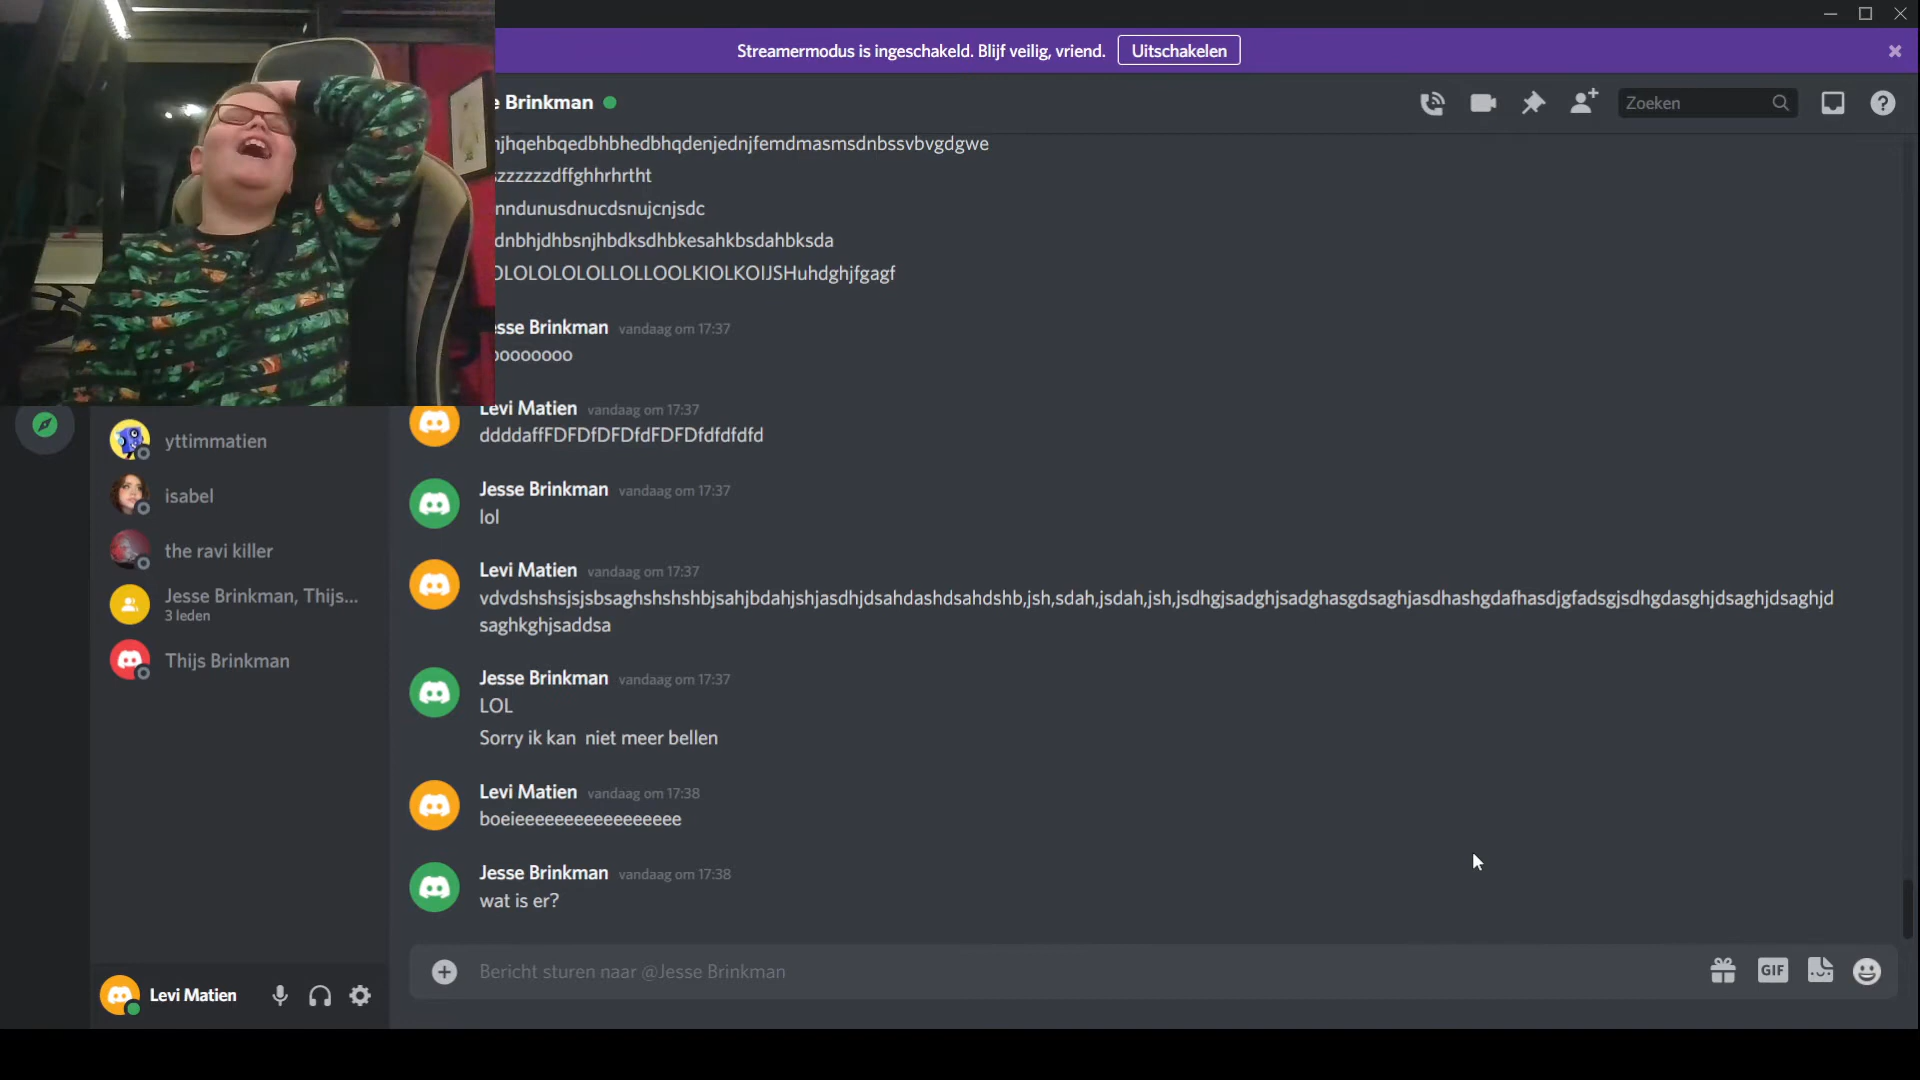 Streamermodus is ingeschakeld. Blijf veilig, vriend. Uitschakelen
e Brinkman
Zoeken
njhqehbqedbhbhedbhqdenjednjfemdmasmsdnbssvbvgdgwe
szzzzzzdffghhrhrtht
nndunusdnucdsnujcnjsdc
dnbhjdhbsnjhbdksdhbkesahkbsdahbksda
OLOLOLOLOLLOLLOOLKIOLKOIJSHuhdghjfgagf
esse Brinkman vandaag om 17:37
oooooooo
Levi Matien vandaag om 17:37
ddddaffFDFDfDFDfdFDFDfdfdfdfd
Jesse Brinkman vandaag om 17:37
lol
Levi Matien vandaag om 17:37
vdvdshshsjsjsbsaghshshshbjsahjbdahjshjasdhjdsahdashdsahdshb,jsh,sdah,jsdah,jsh,jsdhgjsadghjsadghasgdsaghjasdhashgdafhasdjgfadsgjsdhgdasghjdsaghjdsaghjd
saghkghjsaddsa
Jesse Brinkman vandaag om 17:37
LOL
Sorry ik kan  niet meer bellen
Levi Matien vandaag om 17:38
boeieeeeeeeeeeeeeeeee
Jesse Brinkman vandaag om 17:38
wat is er?
Bericht sturen naar @Jesse Brinkman
GIF
yttimmatien
isabel
the ravi killer
Jesse Brinkman, Thijs...
3 leden
Thijs Brinkman
Levi Matien